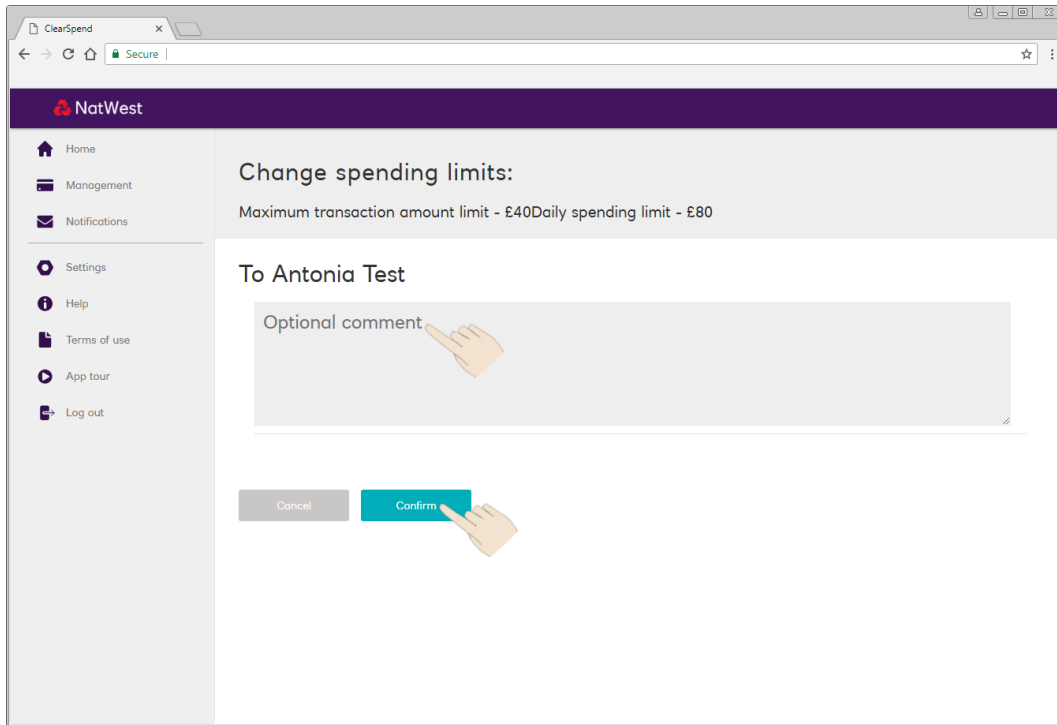 ClearSpend
Secure
NatWest
Home
Management
Notifications
Settings
Help
Terms of use
App tour
Log out
Change spending limits:
Maximum transaction amount limit - £40Daily spending limit - £80
To Antonia Test
Optional comment
Cancel
Confirm